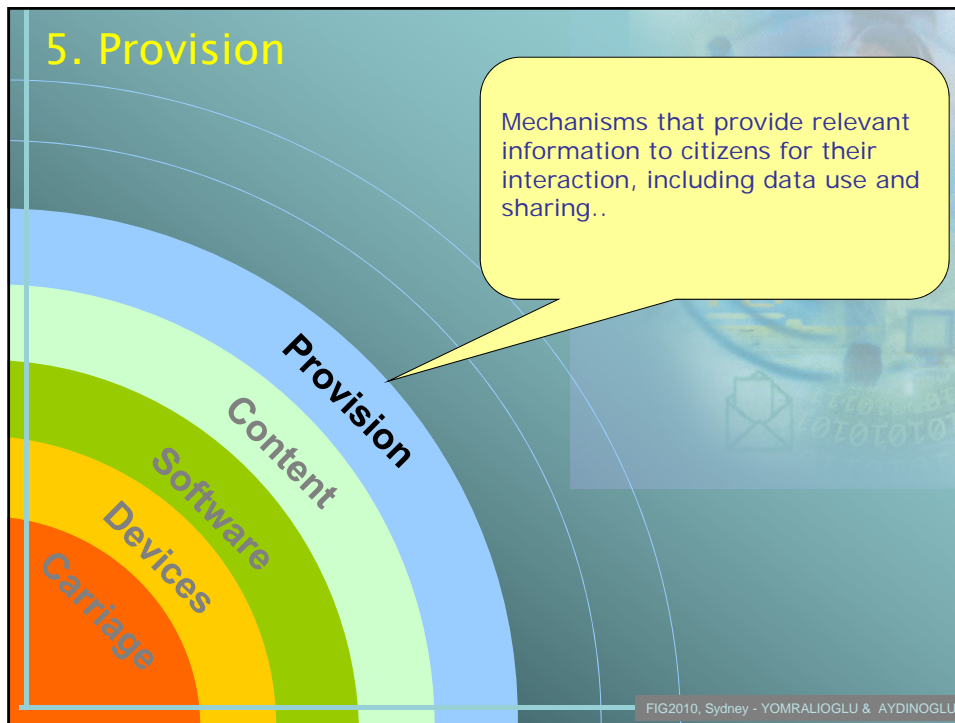 5. Provision
Mechanisms that provide relevant
information to citizens for their
interaction, including data use and
sharing..
Provision
Content
Software
Devices
Carriage
FIG2010, Sydney - YOMRALIOGLU & AYDINOGLU